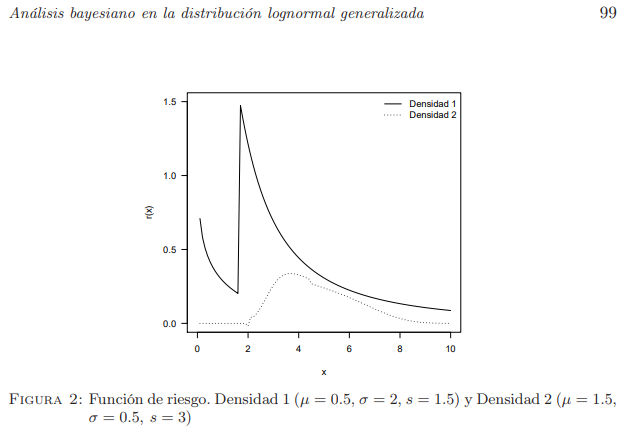 Análisis bayesiano en la distribución lognormal generalizada 99
Densidad 1
Densidad 2
1.5
1.0
0.5
0.0
r(x)
0 2 4 6 8 10
x
Figura 2: Función de riesgo. Densidad 1 (μ = 0.5, σ = 2, s = 1.5) y Densidad 2 (μ = 1.5,
σ = 0.5, s = 3)